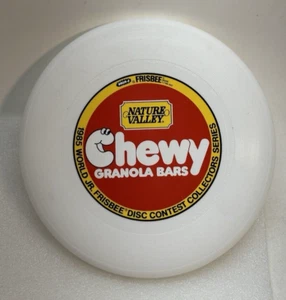 FRISBEE
NATURE
VALLEY
Chewy
GRANOLA BARS
1985 WORLD JR. FRISBEE DISC CONTEST COLLECTORS SERIES